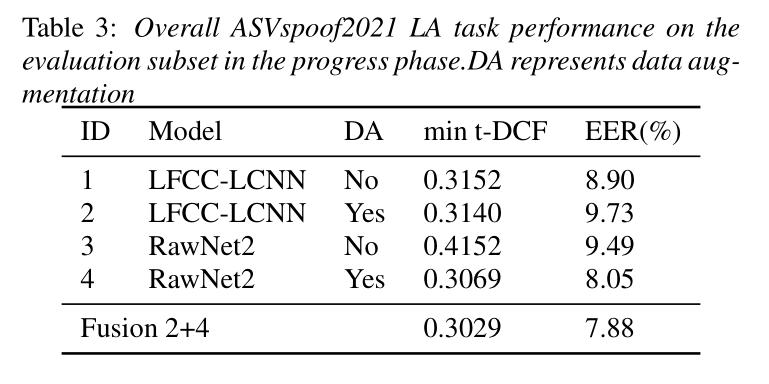 Table 3: Overall ASVspoof2021 LA task performance on the
evaluation subset in the progress phase.DA represents data aug-
mentation
ID Model DA min t-DCF EER(%)
1 LFCC-LCNN No 0.3152 8.90
2 LFCC-LCNN Yes 0.3140 9.73
3 RawNet2 No 0.4152 9.49
4 RawNet2 Yes 0.3069 8.05
Fusion 2+4 0.3029 7.88